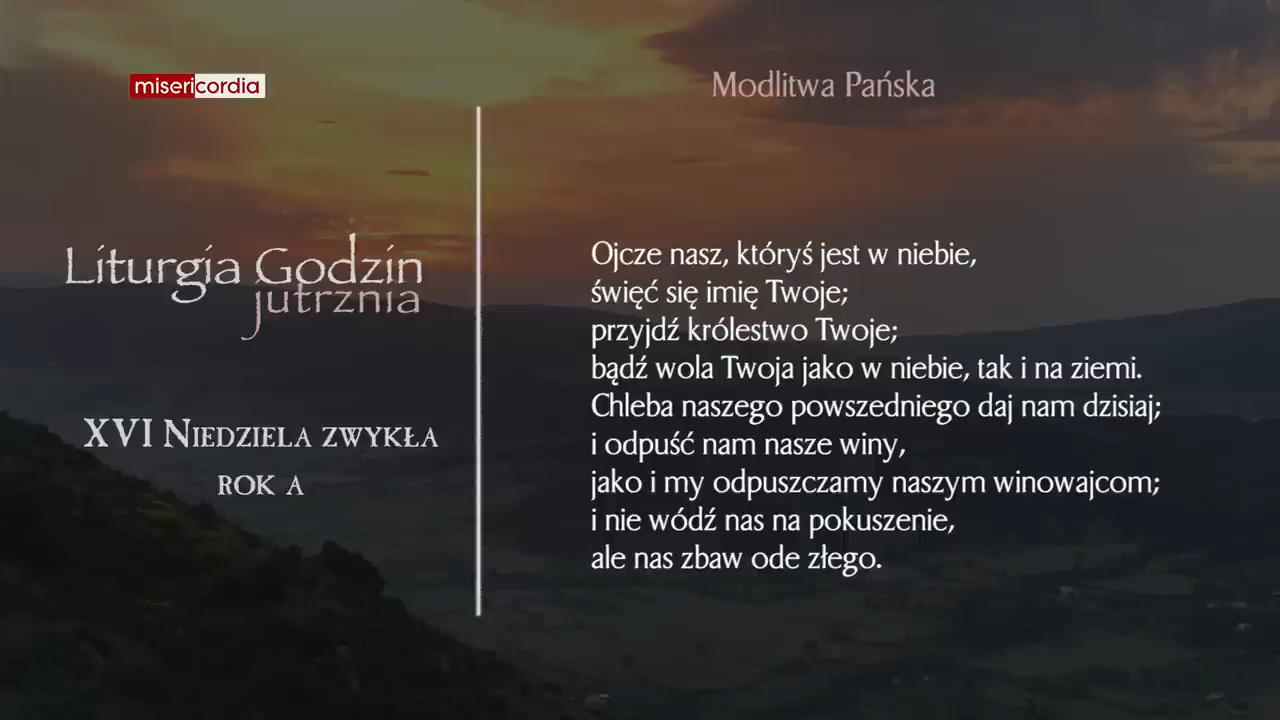 misericordia
Modlitwa Pańska
Liturgia Godzin
jutrznia
XVI Niedziela zwykła
rok A
Ojcze nasz, któryś jest w niebie,
święć się imię Twoje;
przyjdź królestwo Twoje;
bądź wola Twoja jako w niebie, tak i na ziemi.
Chleba naszego powszedniego daj nam dzisiaj;
i odpuść nam nasze winy,
jako i my odpuszczamy naszym winowajcom;
i nie wódź nas na pokuszenie,
ale nas zbaw ode złego.